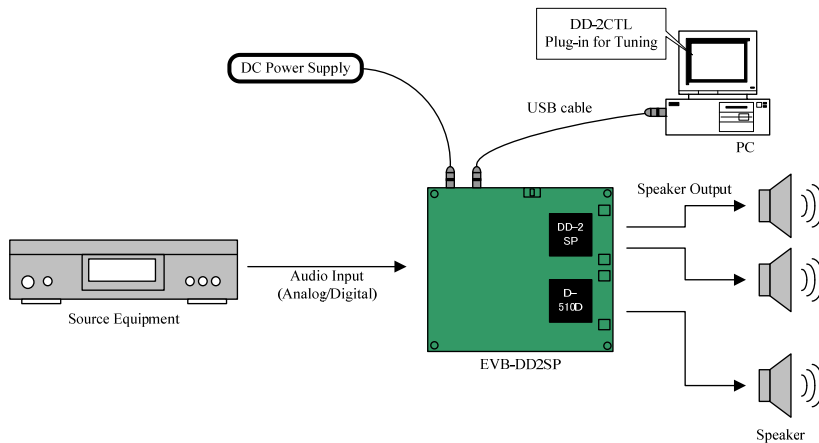 DD-2CTL
Plug-in for Tuning
DC Power Supply
USB cable
PC
Speaker Output
DD-2
SP
Audio Input
(Analog/Digital)
D-
510D
Source Equipment
EVB-DD2SP
Speaker